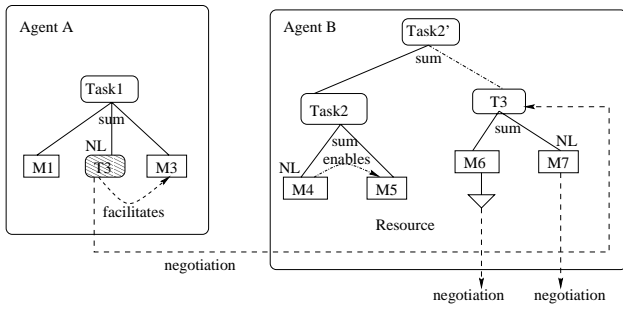 Agent A
Task1
sum
NL
M1
T3
M3
facilitates
Agent B
Task2'
sum
Task2
T3
sum
enables
sum
NL
M4
M5
M6
NL
M7
Resource
negotiation
negotiation
negotiation